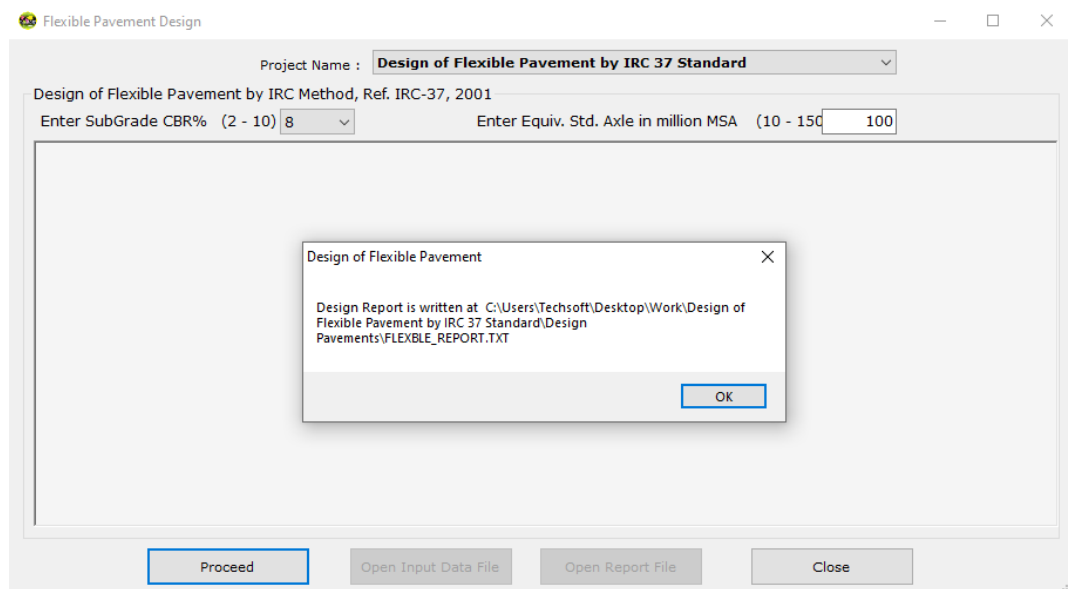 Flexible Pavement Design
Project Name : Design of Flexible Pavement by IRC 37 Standard
Design of Flexible Pavement by IRC Method, Ref. IRC-37, 2001
Enter SubGrade CBR% (2 - 10) 8 Enter Equiv. Std. Axle in million MSA (10 - 150 100
Design of Flexible Pavement
Design Report is written at C:\Users\Techsoft\Desktop\Work\Design of
Flexible Pavement by IRC 37 Standard\Design
Pavements\FLEXBLE_REPORT.TXT
OK
Proceed Open Input Data File Open Report File Close